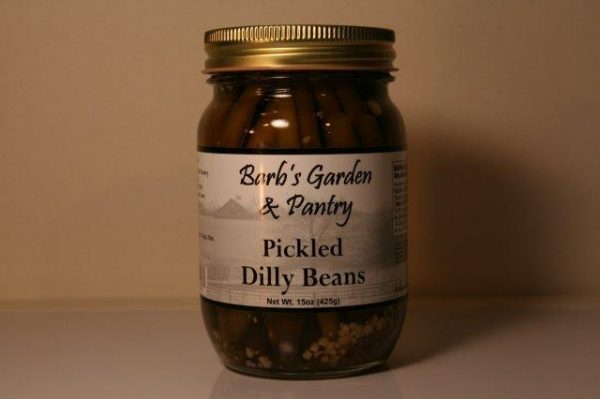 Barb's Garden
& Pantry
Pickled
Dilly Beans
Net Wt. 15oz (425g)